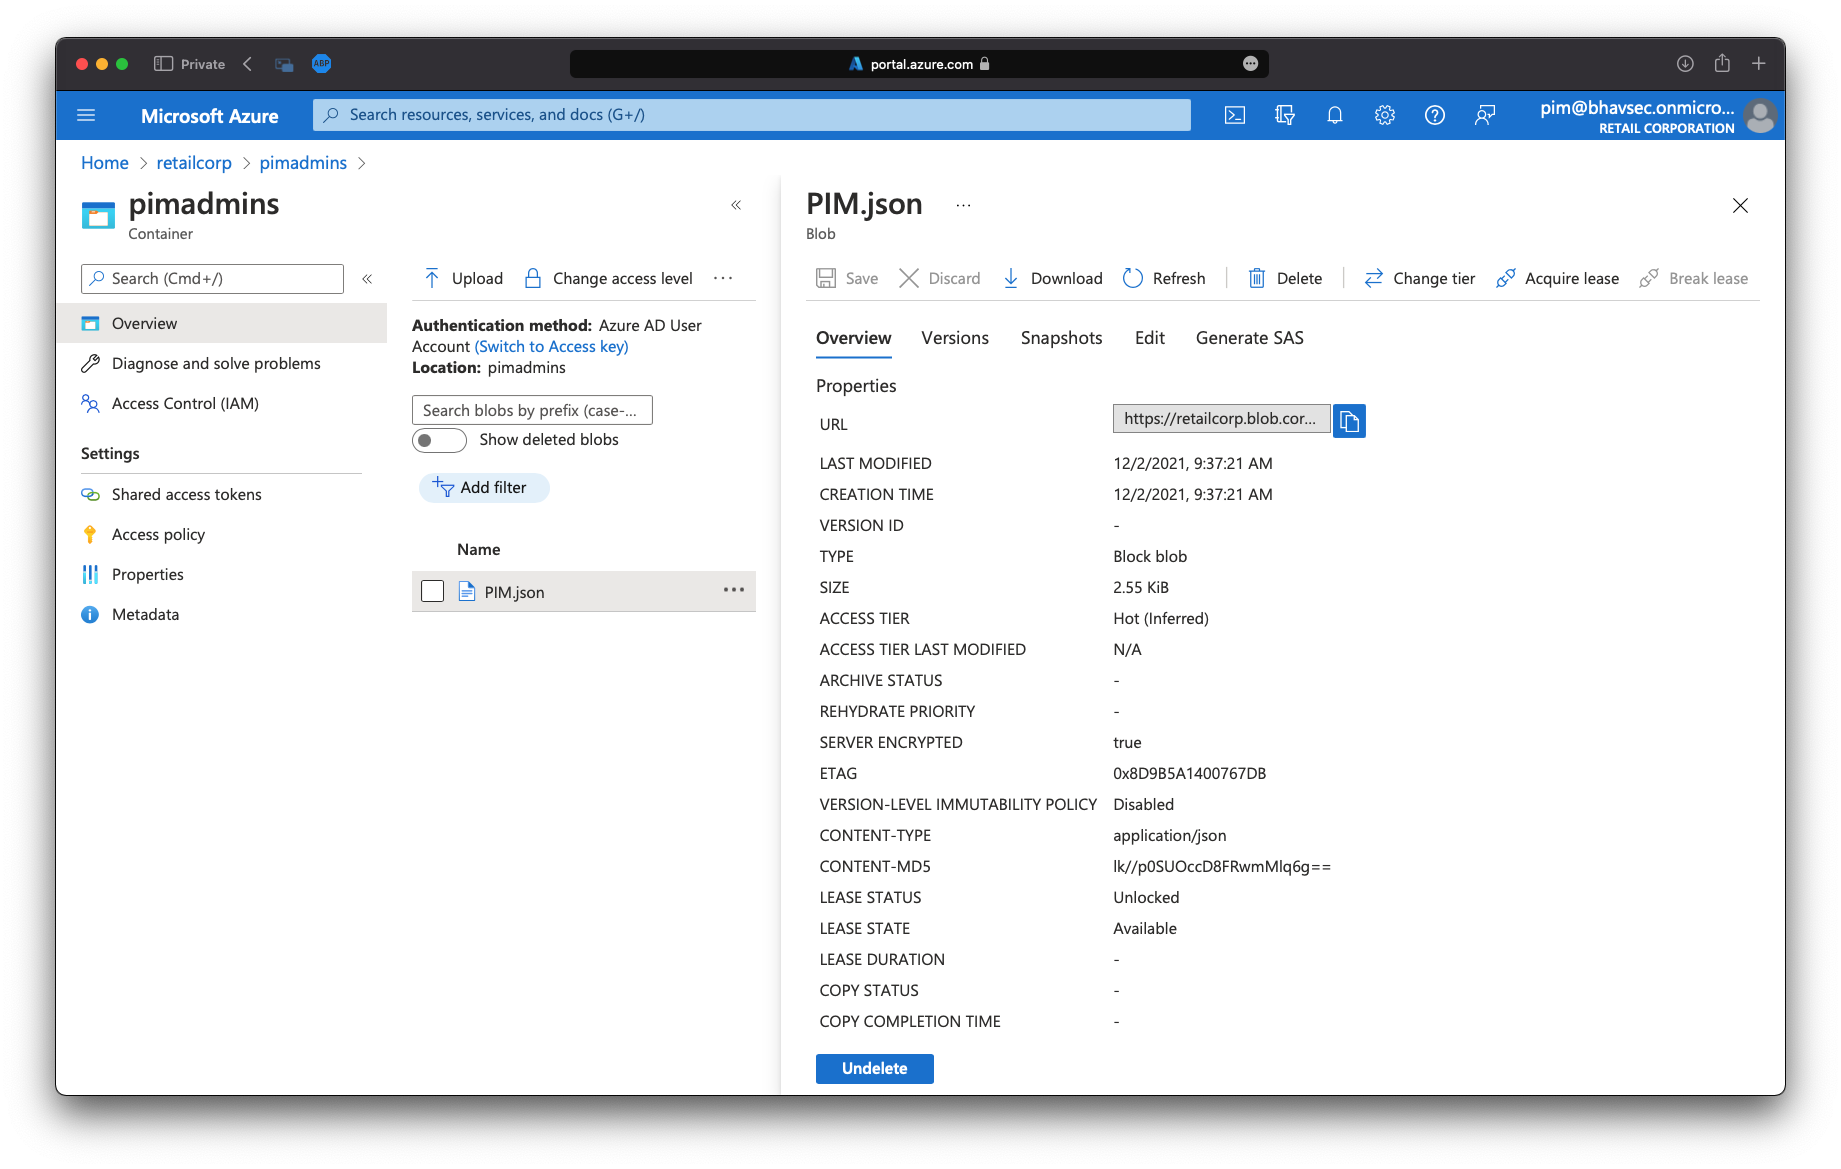 Private
ABP
portal.azure.com
Microsoft Azure
Search resources, services, and docs (G+/)
pim@bhavsec.onmicro...
RETAIL CORPORATION
Home > retailcorp > pimadmins >
pimadmins
Container
«
Search (Cmd+/)
«
Overview
Diagnose and solve problems
Access Control (IAM)
Settings
Shared access tokens
Access policy
Properties
Metadata
Upload Change access level ...
Authentication method: Azure AD User
Account (Switch to Access key)
Location: pimadmins
Search blobs by prefix (case-...
Show deleted blobs
Add filter
Name
PIM.json ...
PIM.json ...
Blob
Save Discard Download Refresh Delete Change tier Acquire lease Break lease
Overview Versions Snapshots Edit Generate SAS
Properties
URL https://retailcorp.blob.cor...
LAST MODIFIED 12/2/2021, 9:37:21 AM
CREATION TIME 12/2/2021, 9:37:21 AM
VERSION ID -
TYPE Block blob
SIZE 2.55 KiB
ACCESS TIER Hot (Inferred)
ACCESS TIER LAST MODIFIED N/A
ARCHIVE STATUS -
REHYDRATE PRIORITY -
SERVER ENCRYPTED true
ETAG 0x8D9B5A1400767DB
VERSION-LEVEL IMMUTABILITY POLICY Disabled
CONTENT-TYPE application/json
CONTENT-MD5 lk//p0SUOccD8FRwmMlq6g==
LEASE STATUS Unlocked
LEASE STATE Available
LEASE DURATION -
COPY STATUS -
COPY COMPLETION TIME -
Undelete